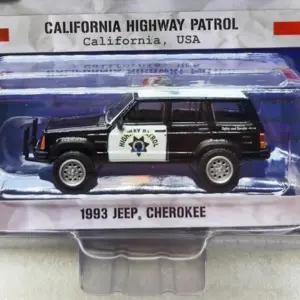 CALIFORNIA HIGHWAY PATROL
California, USA
HIGHWAY PATROL
1993 JEEP, CHEROKEE